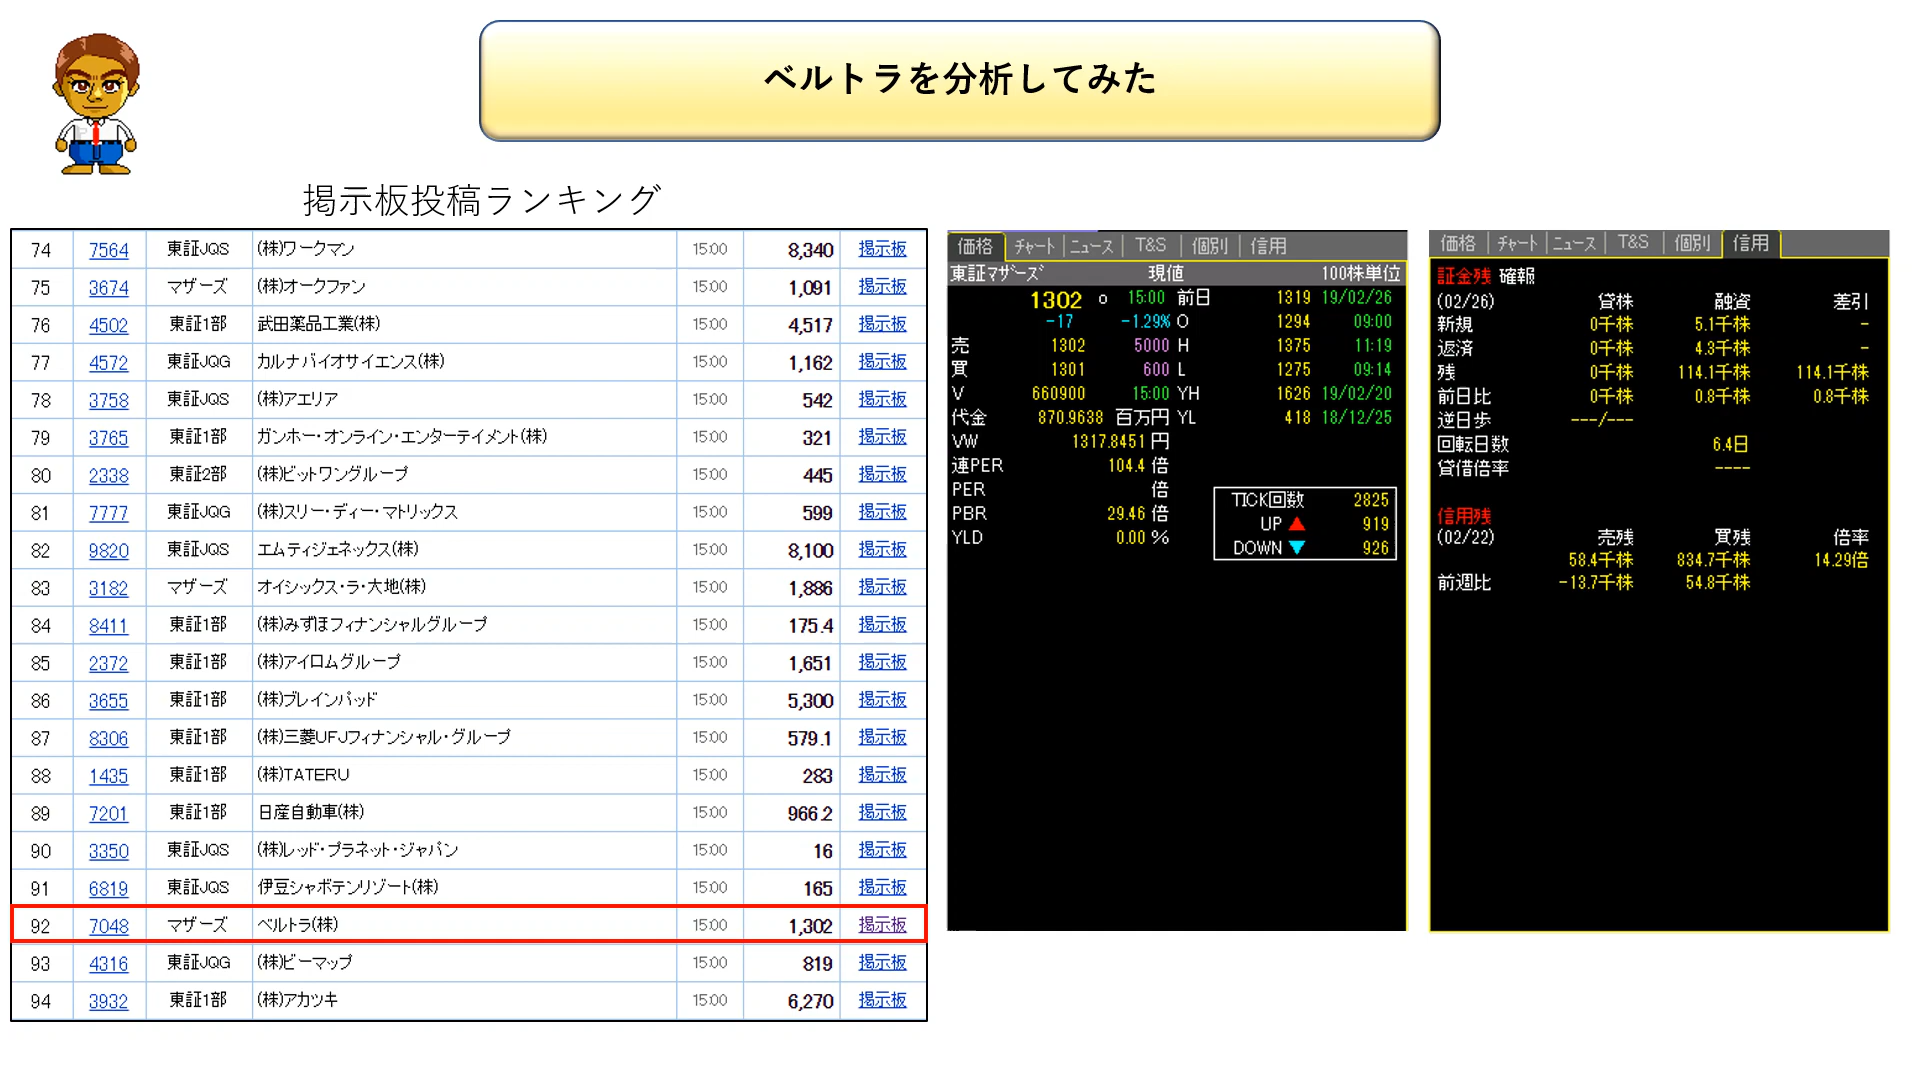 ベルトラを分析してみた
掲示板投稿ランキング
74 7564 東証JQS (株)ワークマン 15:00 8,340 掲示板
75 3674 マザーズ (株)オークファン 15:00 1,091 掲示板
76 4502 東証1部 武田薬品工業(株) 15:00 4,517 掲示板
77 4572 東証JQG カルナバイオサイエンス(株) 15:00 1,162 掲示板
78 3758 東証JQS (株)アエリア 15:00 542 掲示板
79 3765 東証1部 ガンホー・オンライン・エンターテイメント(株) 15:00 321 掲示板
80 2338 東証2部 (株)ビットワングループ 15:00 445 掲示板
81 7777 東証JQG (株)スリー・ディー・マトリックス 15:00 599 掲示板
82 9820 東証JQS エムティジェネックス(株) 15:00 8,100 掲示板
83 3182 マザーズ オイシックス・ラ・大地(株) 15:00 1,886 掲示板
84 8411 東証1部 (株)みずほフィナンシャルグループ 15:00 175.4 掲示板
85 2372 東証1部 (株)アイロムグループ 15:00 1,651 掲示板
86 3655 東証1部 (株)ブレインパッド 15:00 5,300 掲示板
87 8306 東証1部 (株)三菱UFJフィナンシャル・グループ 15:00 579.1 掲示板
88 1435 東証1部 (株)TATERU 15:00 283 掲示板
89 7201 東証1部 日産自動車(株) 15:00 966.2 掲示板
90 3350 東証JQS (株)レッド・プラネット・ジャパン 15:00 16 掲示板
91 6819 東証JQS 伊豆シャボテンリゾート(株) 15:00 165 掲示板
92 7048 マザーズ ベルトラ(株) 15:00 1,302 掲示板
93 4316 東証JQG (株)ビーマップ 15:00 819 掲示板
94 3932 東証1部 (株)アカツキ 15:00 6,270 掲示板
価格 チャート ニュース T&S 個別 信用
東証マザーズ 現値 100株単位
1302 o 15:00 前日 1319 19/02/26
-17 -1.29% O 1294 09:00
売 1302 5000 H 1375 11:19
買 1301 600 L 1275 09:14
V 660900 15:00 YH 1626 19/02/20
代金 870.9638 百万円 YL 418 18/12/25
VW 1317.8451 円
連PER 104.4 倍
PER 倍
PBR 29.46 倍
YLD 0.00 %
TICK回数 2825
UP ▲ 919
DOWN ▼ 926
価格 チャート ニュース T&S 個別 信用
証金残 確報
(02/26) 貸株 融資 差引
新規 0千株 5.1千株 -
返済 0千株 4.3千株 -
残 0千株 114.1千株 114.1千株
前日比 0千株 0.8千株 0.8千株
逆日歩 ---/---
回転日数 6.4日
貸借倍率 ----
信用残
(02/22) 売残 買残 倍率
58.4千株 834.7千株 14.29倍
前週比 -13.7千株 54.8千株